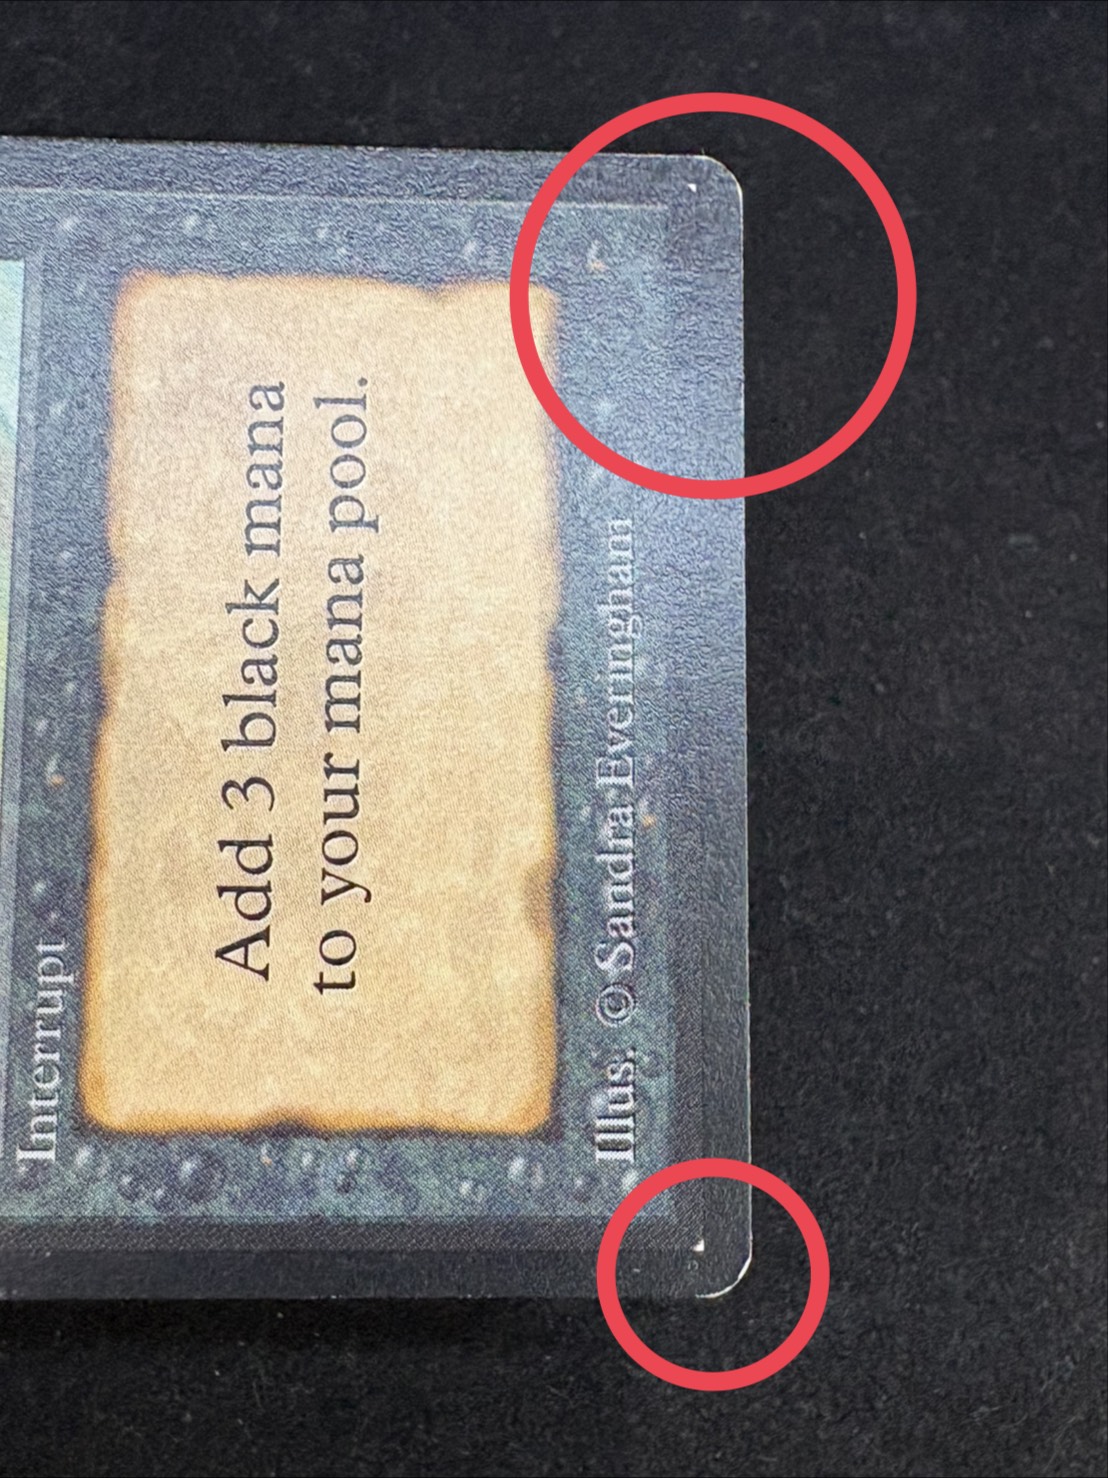 Interrupt
Add 3 black mana
to your mana pool.
Illus. © Sandra Everingham